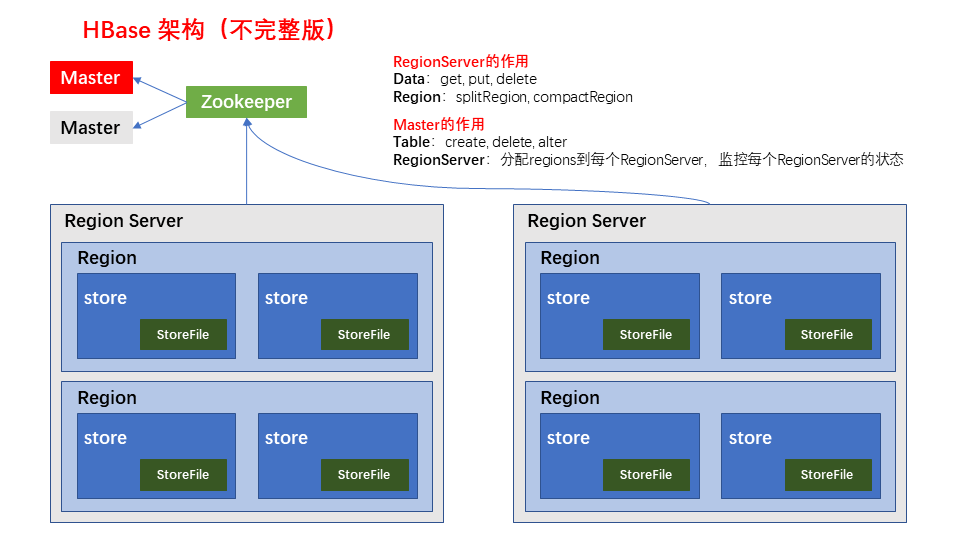 HBase 架构（不完整版）
Master
Master
Zookeeper
RegionServer的作用
Data：get, put, delete
Region：splitRegion, compactRegion
Master的作用
Table：create, delete, alter
RegionServer：分配regions到每个RegionServer，监控每个RegionServer的状态
Region Server
Region
store
StoreFile
store
StoreFile
Region
store
StoreFile
store
StoreFile
Region Server
Region
store
StoreFile
store
StoreFile
Region
store
StoreFile
store
StoreFile